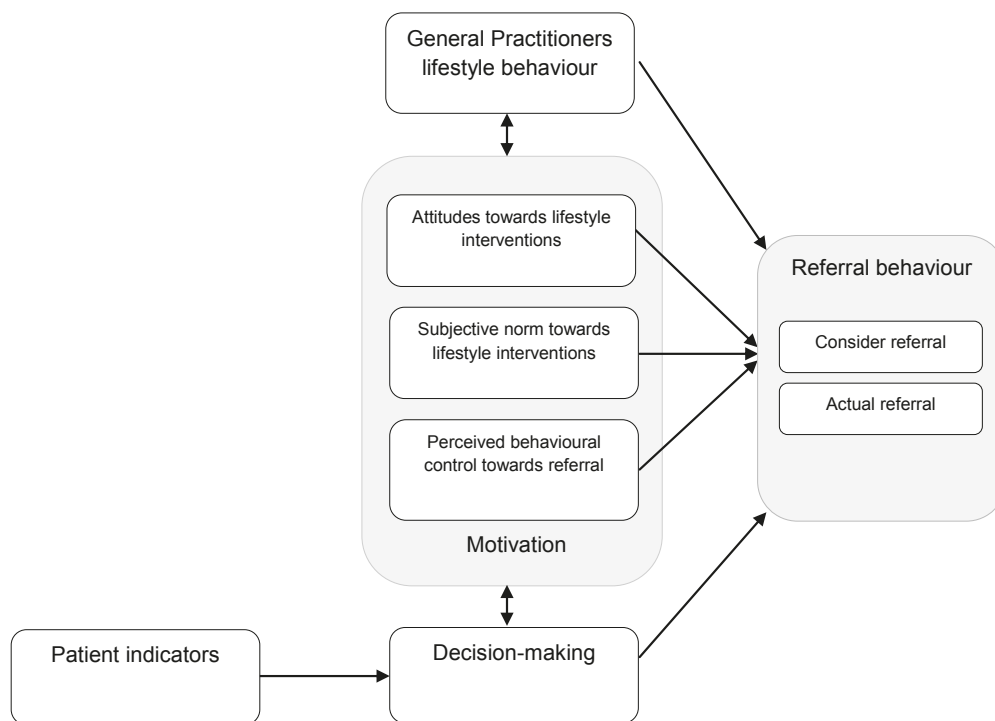 General Practitioners
lifestyle behaviour
Attitudes towards lifestyle
interventions
Subjective norm towards
lifestyle interventions
Perceived behavioural
control towards referral
Motivation
Referral behaviour
Consider referral
Actual referral
Patient indicators
Decision-making